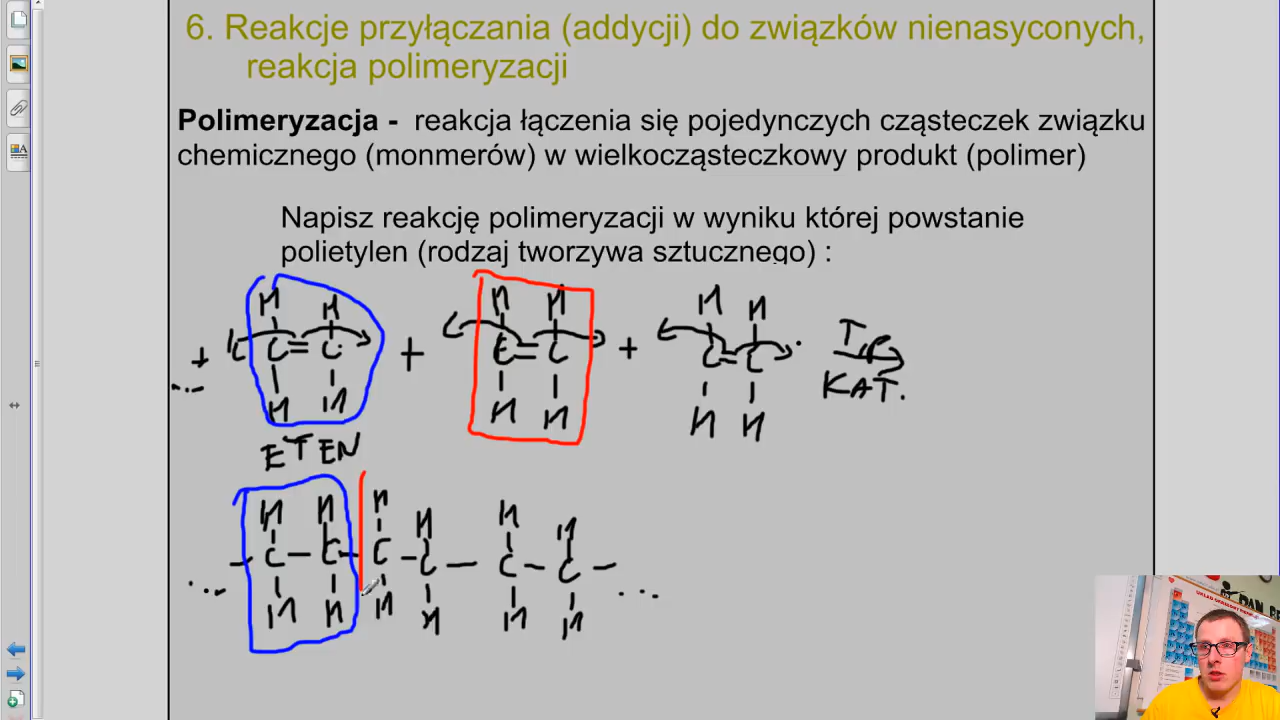 6. Reakcje przyłączania (addycji) do związków nienasyconych,
reakcja polimeryzacji
Polimeryzacja - reakcja łączenia się pojedynczych cząsteczek związku
chemicznego (monmerów) w wielkocząsteczkowy produkt (polimer)
Napisz reakcję polimeryzacji w wyniku której powstanie
polietylen (rodzaj tworzywa sztucznego) :
H H H H H H
... + C = C + C = C + C = C T, P
H H H H H H KAT.
ETEN
H H H H H H
... - C - C - C - C - C - C - ...
H H H H H H